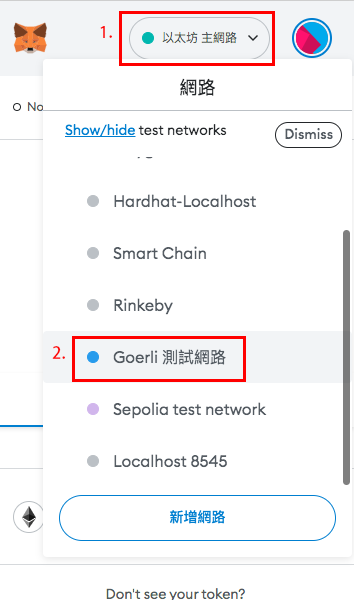 1.
以太坊 主網路
No
網路
Show/hide test networks
Dismiss
Hardhat-Localhost
Smart Chain
Rinkeby
2.
Goerli 測試網路
Sepolia test network
Localhost 8545
新增網路
Don't see your token?